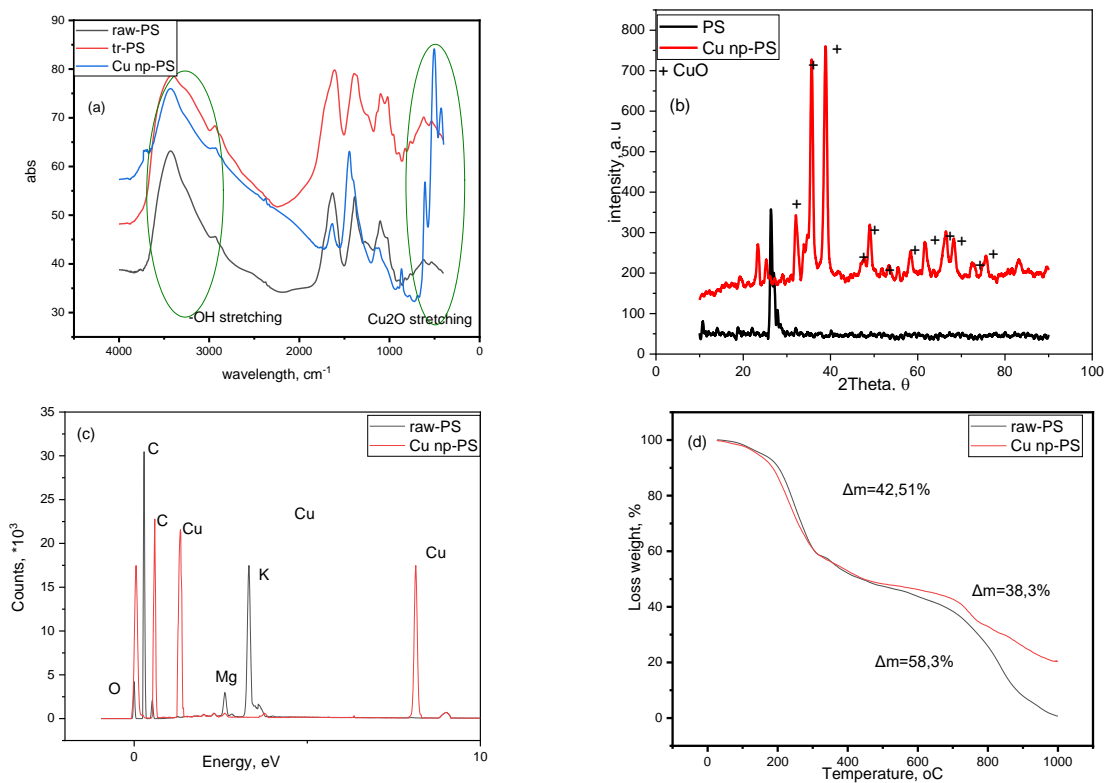 raw-PS
tr-PS
Cu np-PS
(a)
90
80
70
60
50
40
30
abs
-OH stretching
Cu2O stretching
4000
3000
2000
1000
0
wavelength, cm-1
PS
Cu np-PS
+ CuO
(b)
800
700
600
500
400
300
200
100
0
intensity, a. u
0
20
40
60
80
100
2Theta, θ
raw-PS
Cu np-PS
(c)
35
30
25
20
15
10
5
0
Counts, *10³
C
C
Cu
Cu
Cu
K
Mg
O
0
10
Energy, eV
raw-PS
Cu np-PS
(d)
100
80
60
40
20
0
Loss weight, %
Δm=42,51%
Δm=38,3%
Δm=58,3%
0
200
400
600
800
1000
Temperature, oC